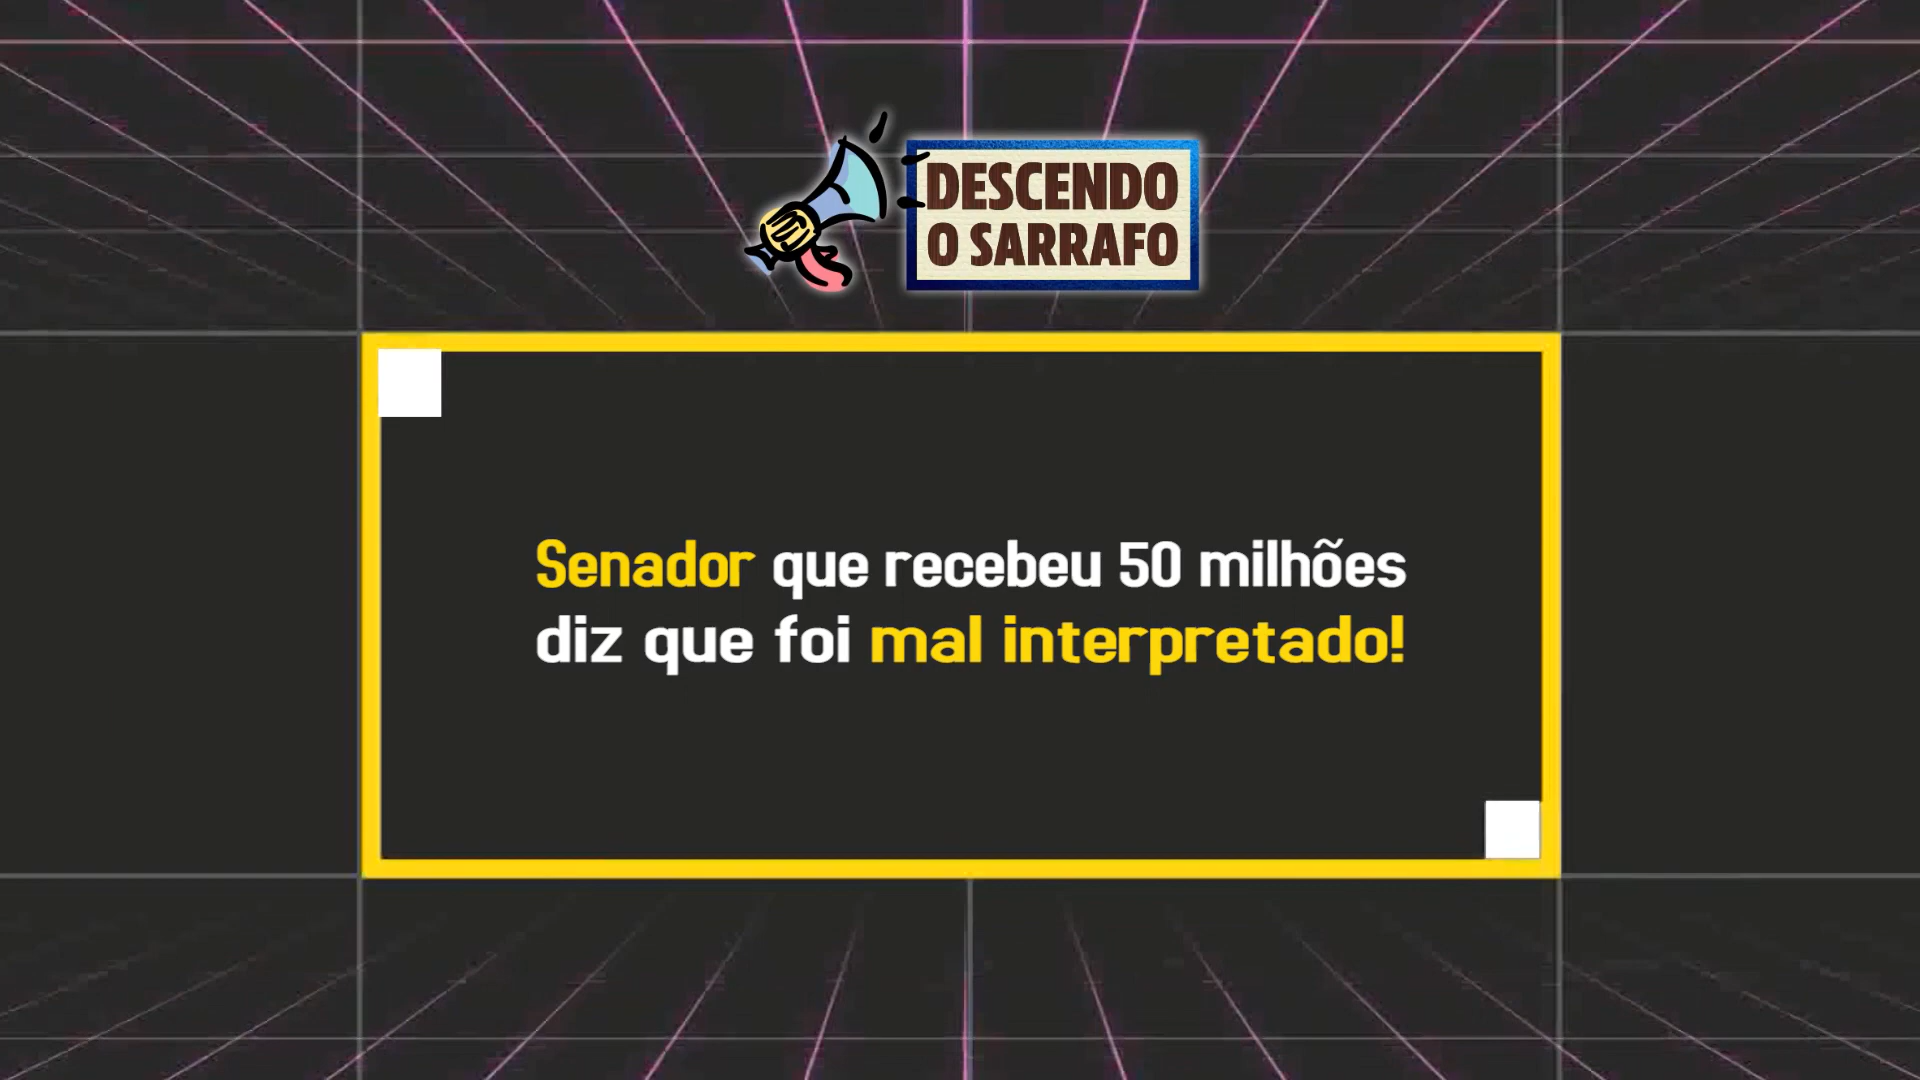 DESCENDO
O SARRAFO
Senador que recebeu 50 milhões
diz que foi mal interpretado!